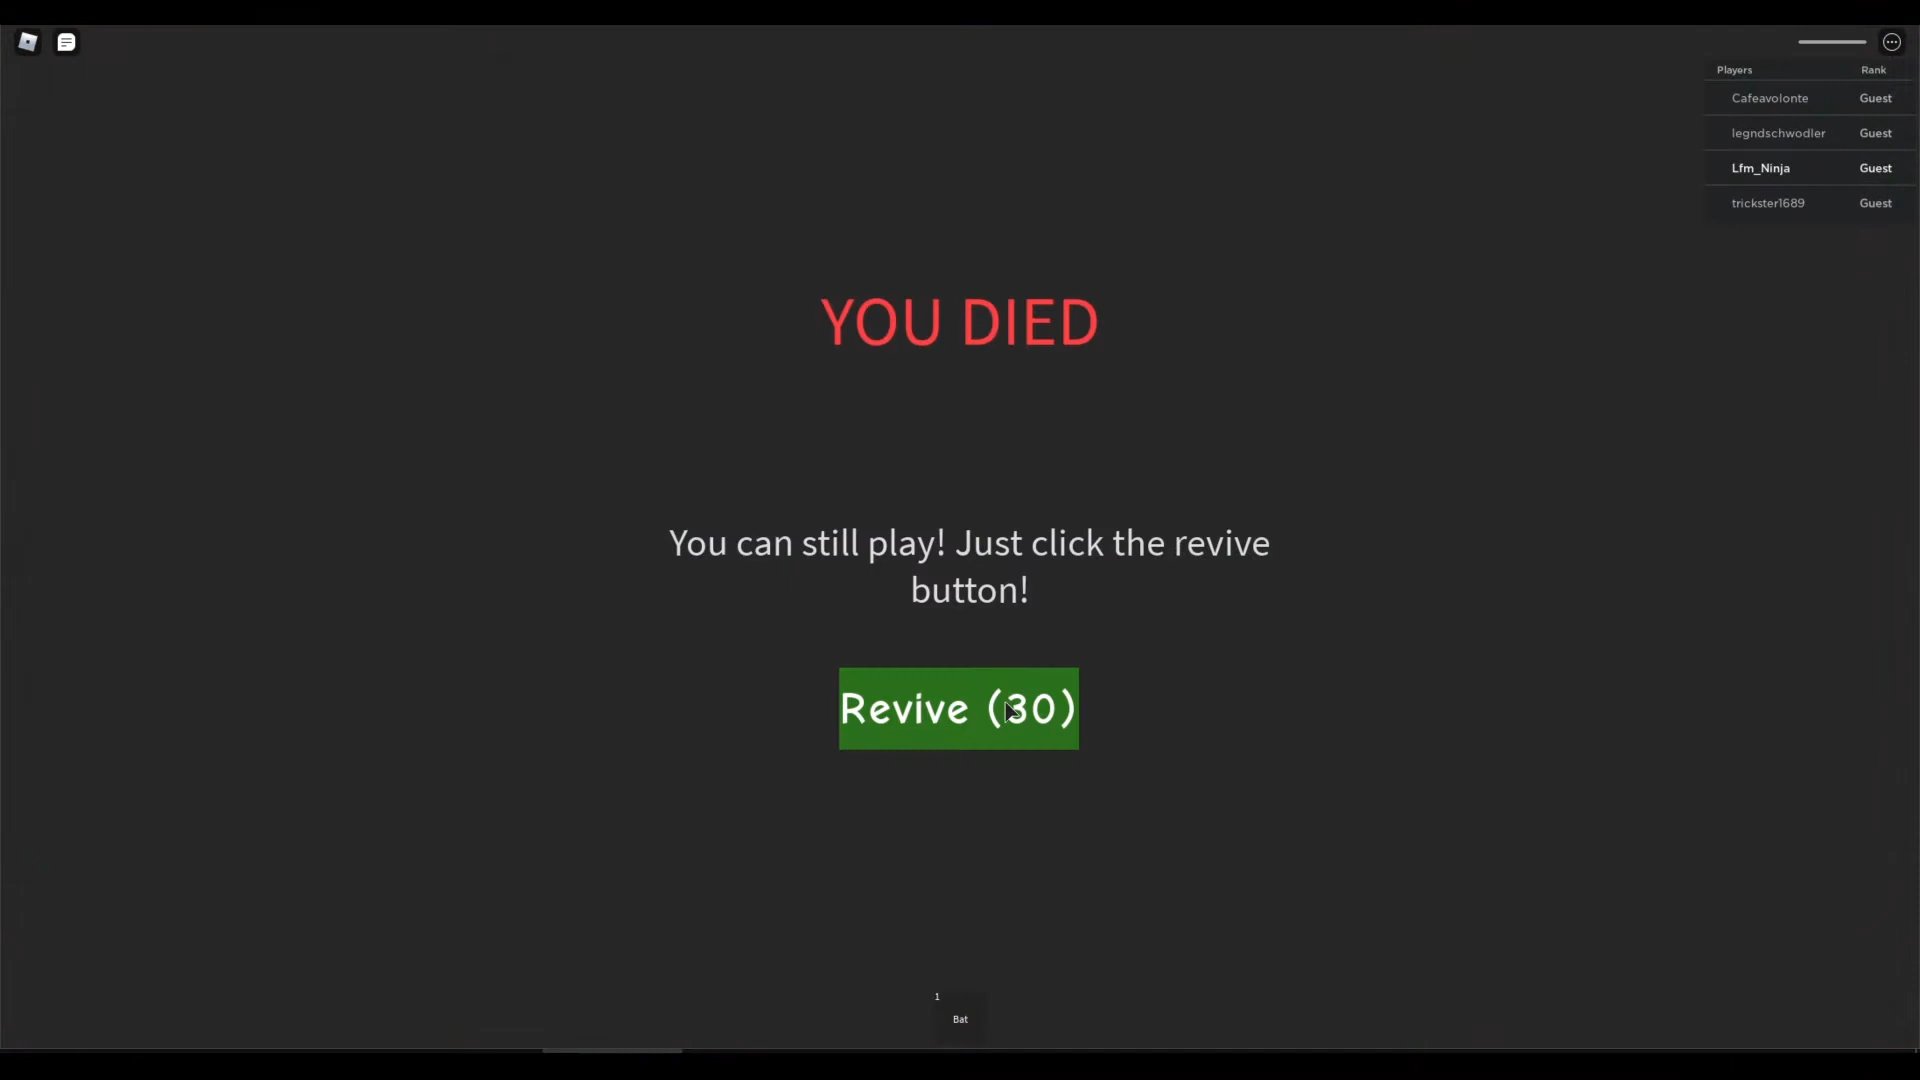 Players Rank
Cafeavolonte Guest
legndschwodler Guest
Lfm_Ninja Guest
trickster1689 Guest
YOU DIED
You can still play! Just click the revive
button!
Revive (30)
1
Bat